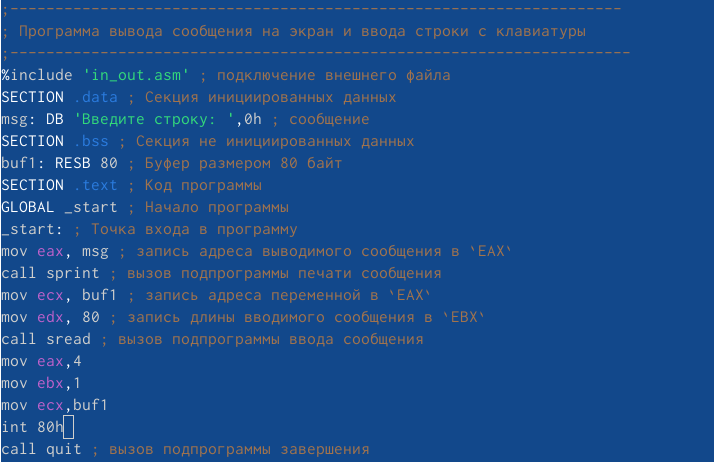 ;--------------------------------------------------------------------
; Программа вывода сообщения на экран и ввода строки с клавиатуры
;---------------------------------------------------------------------
%include 'in_out.asm' ; подключение внешнего файла
SECTION .data ; Секция инициированных данных
msg: DB 'Введите строку: ',0h ; сообщение
SECTION .bss ; Секция не инициированных данных
buf1: RESB 80 ; Буфер размером 80 байт
SECTION .text ; Код программы
GLOBAL _start ; Начало программы
_start: ; Точка входа в программу
mov eax, msg ; запись адреса выводимого сообщения в `EAX`
call sprint ; вызов подпрограммы печати сообщения
mov ecx, buf1 ; запись адреса переменной в `EAX`
mov edx, 80 ; запись длины вводимого сообщения в `EBX`
call sread ; вызов подпрограммы ввода сообщения
mov eax,4
mov ebx,1
mov ecx,buf1
int 80h
call quit ; вызов подпрограммы завершения